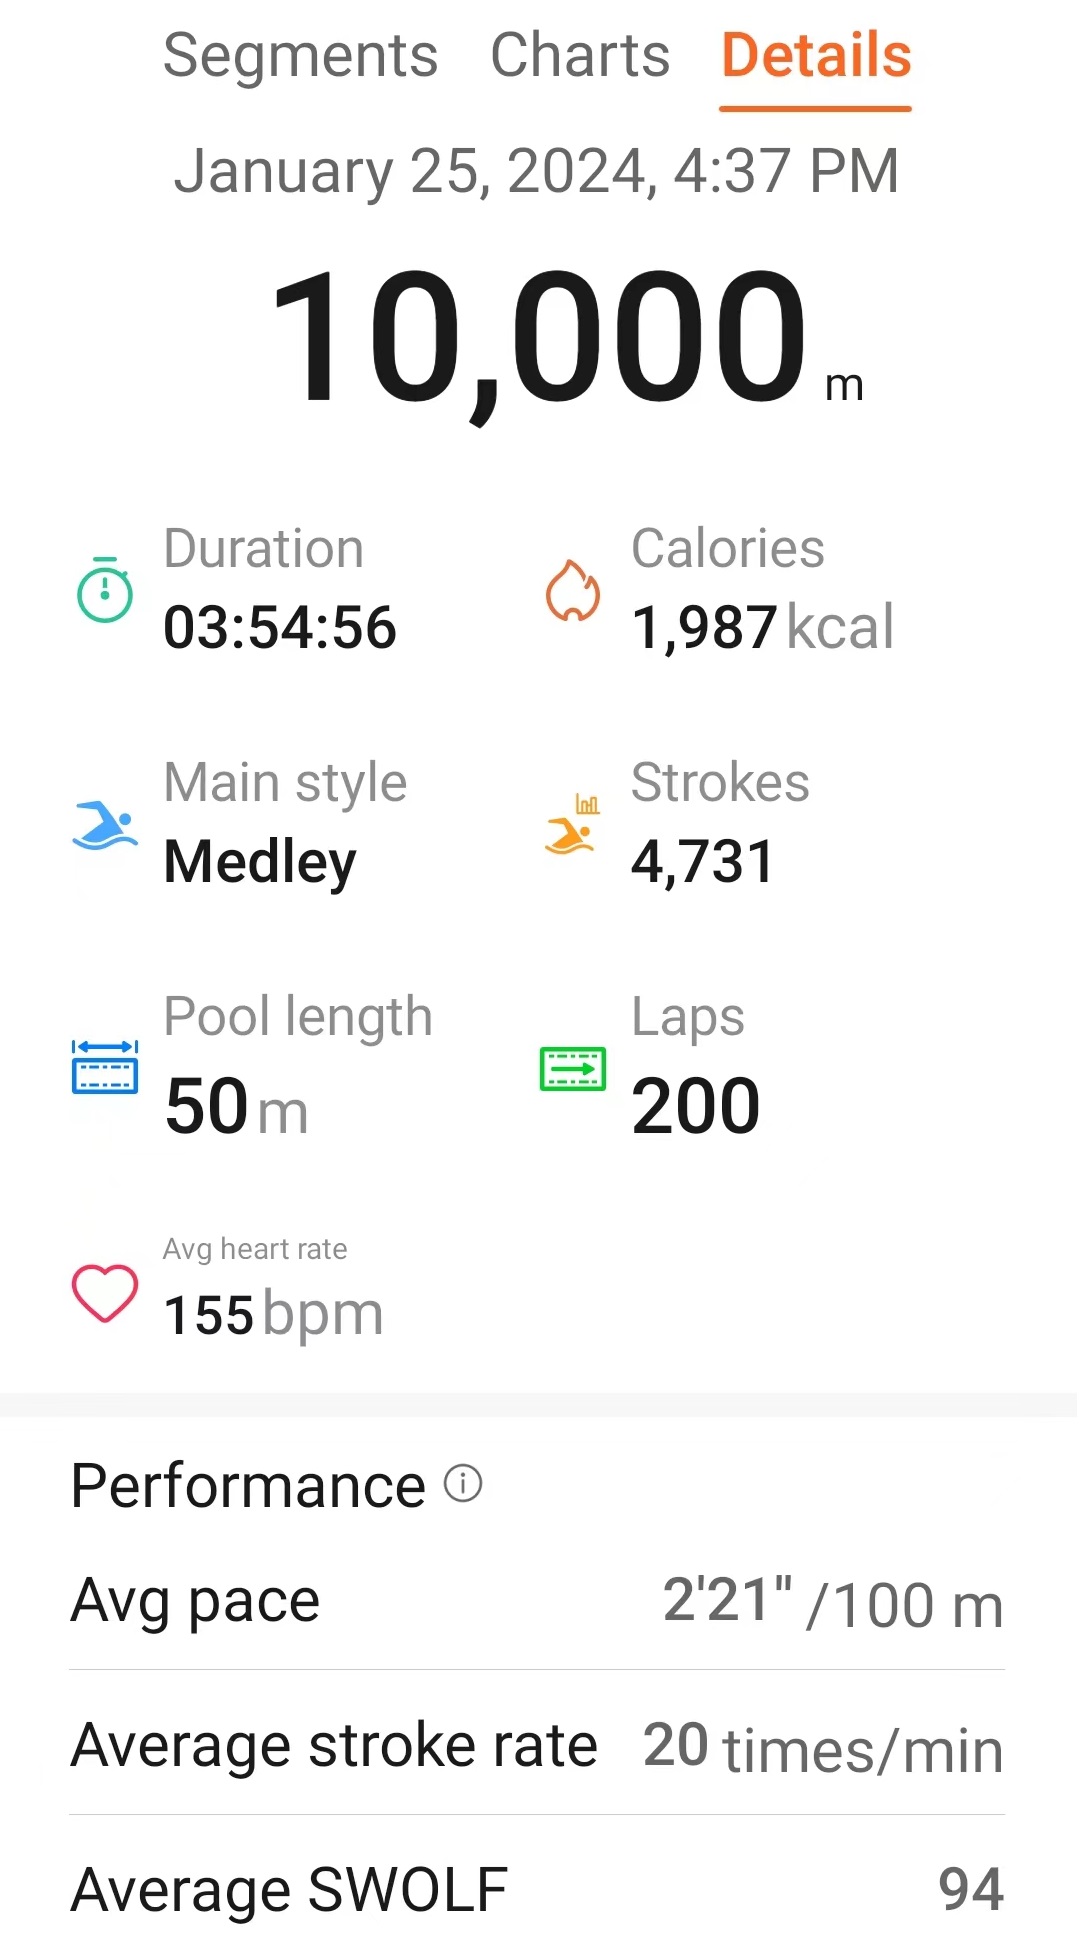 Segments Charts Details
January 25, 2024, 4:37 PM
10,000 m
Duration
03:54:56
Calories
1,987 kcal
Main style
Medley
Strokes
4,731
Pool length
50 m
Laps
200
Avg heart rate
155 bpm
Performance
Avg pace 2'21" /100 m
Average stroke rate 20 times/min
Average SWOLF 94